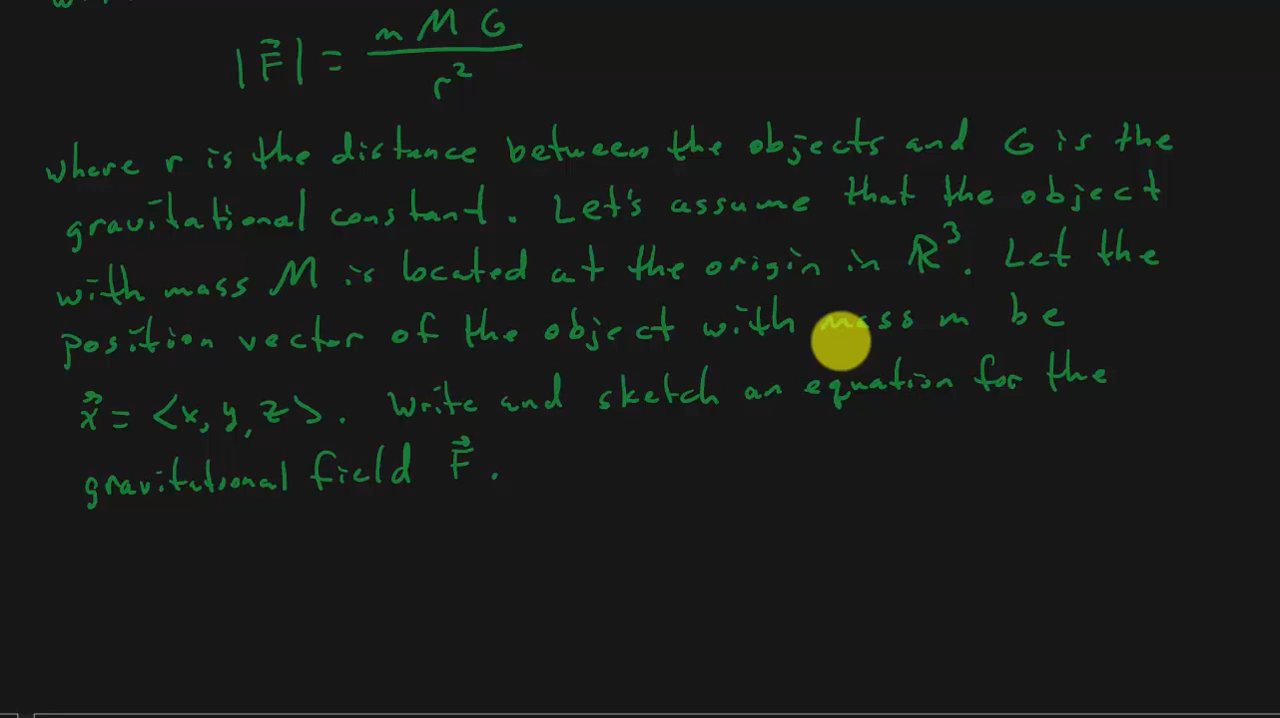 |F⃗| = m M G / r²
where r is the distance between the objects and G is the
gravitational constant. Let's assume that the object
with mass M is located at the origin in ℝ³. Let the
position vector of the object with mass m be
x⃗ = <x, y, z>. Write and sketch an equation for the
gravitational field F⃗.